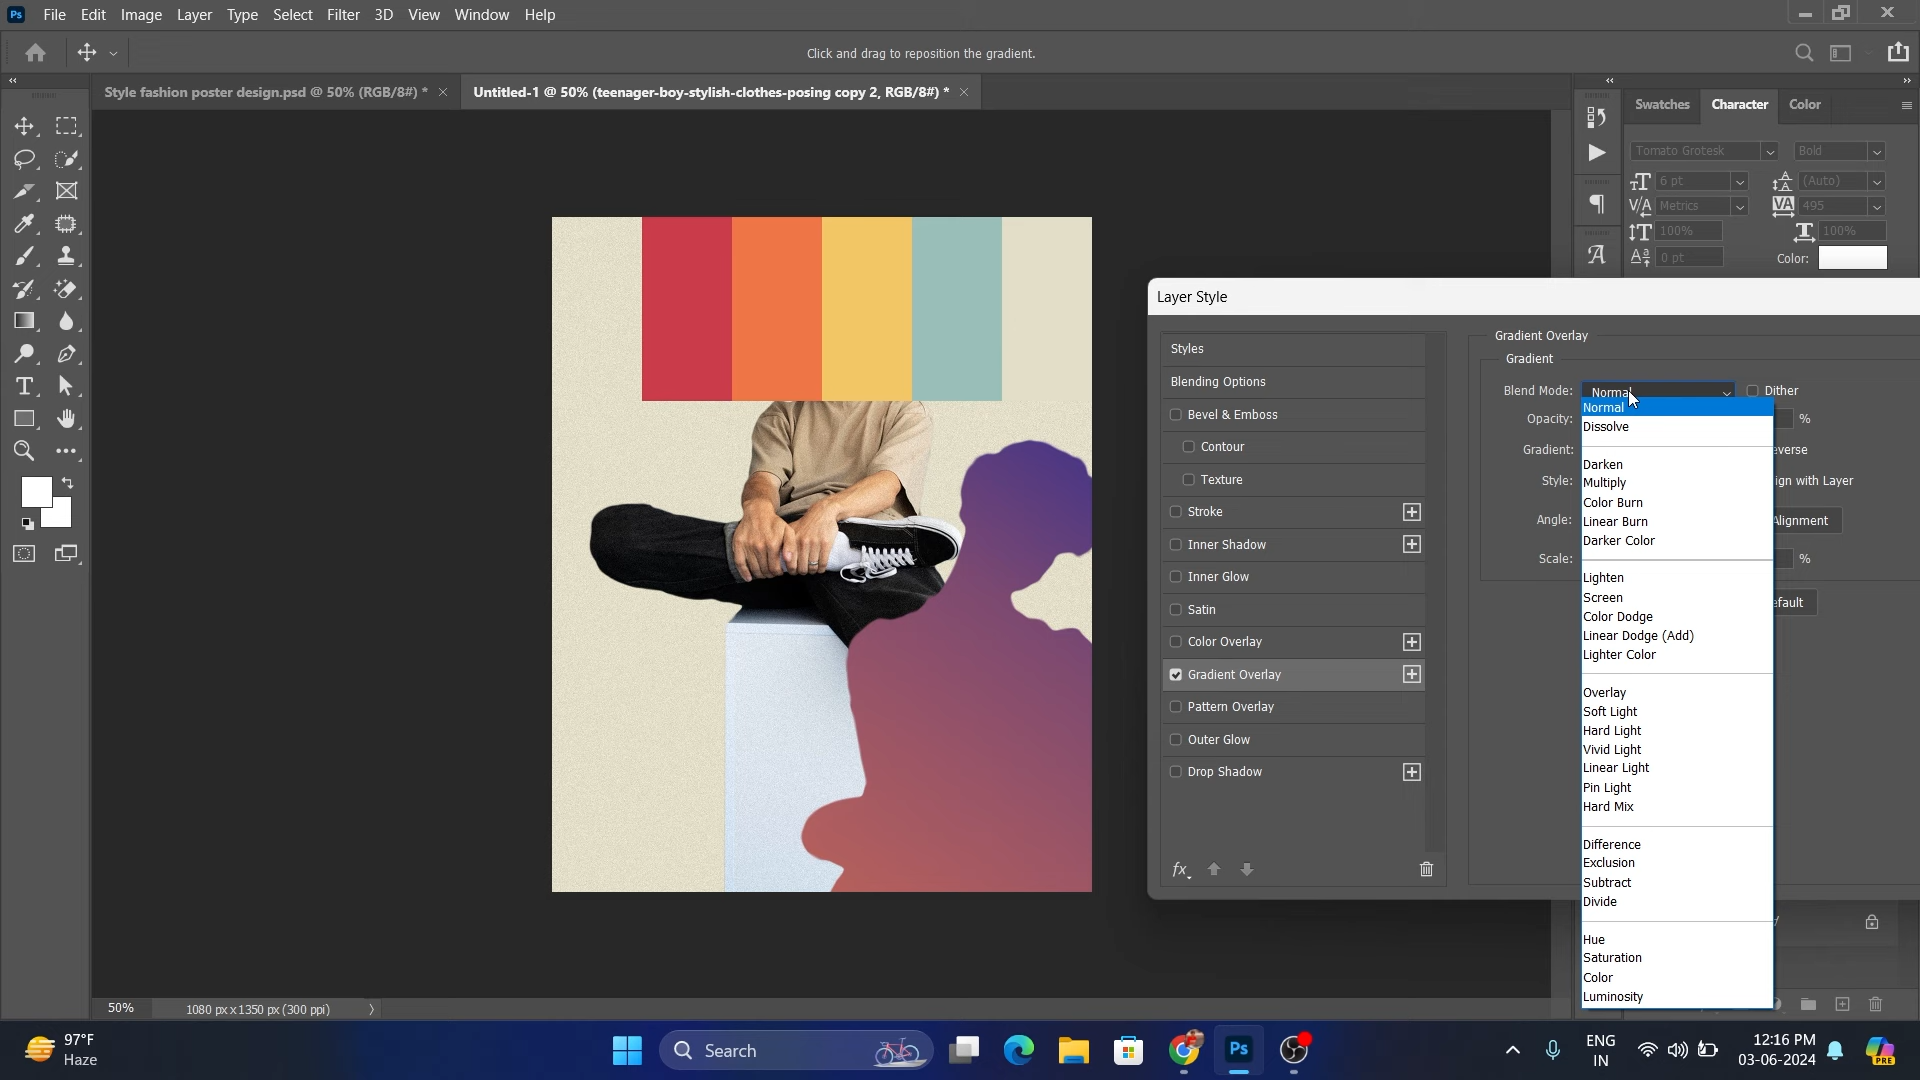 Ps File Edit Image Layer Type Select Filter 3D View Window Help
Click and drag to reposition the gradient.
Style fashion poster design.psd @ 50% (RGB/8#) *
Untitled-1 @ 50% (teenager-boy-stylish-clothes-posing copy 2, RGB/8#) *
Swatches Character Color
Tomato Grotesk Bold
6 pt (Auto)
Metrics 495
100% 100%
0 pt Color:
Layer Style
Styles
Blending Options
Bevel & Emboss
Contour
Texture
Stroke
Inner Shadow
Inner Glow
Satin
Color Overlay
Gradient Overlay
Pattern Overlay
Outer Glow
Drop Shadow
fx
Gradient Overlay
Gradient
Blend Mode: Normal Dither
Opacity: %
Gradient: everse
Style: ign with Layer
Angle: Alignment
Scale: %
efault
Normal
Dissolve
Darken
Multiply
Color Burn
Linear Burn
Darker Color
Lighten
Screen
Color Dodge
Linear Dodge (Add)
Lighter Color
Overlay
Soft Light
Hard Light
Vivid Light
Linear Light
Pin Light
Hard Mix
Difference
Exclusion
Subtract
Divide
Hue
Saturation
Color
Luminosity
50% 1080 px x 1350 px (300 ppi)
97°F
Haze
Search
Ps
ENG
IN
12:16 PM
03-06-2024
PRE